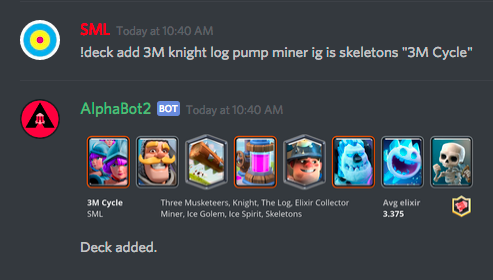 SML Today at 10:40 AM
!deck add 3M knight log pump miner ig is skeletons "3M Cycle"
AlphaBot2 BOT Today at 10:40 AM
3M Cycle Three Musketeers, Knight, The Log, Elixir Collector Avg elixir
SML Miner, Ice Golem, Ice Spirit, Skeletons 3.375
Deck added.